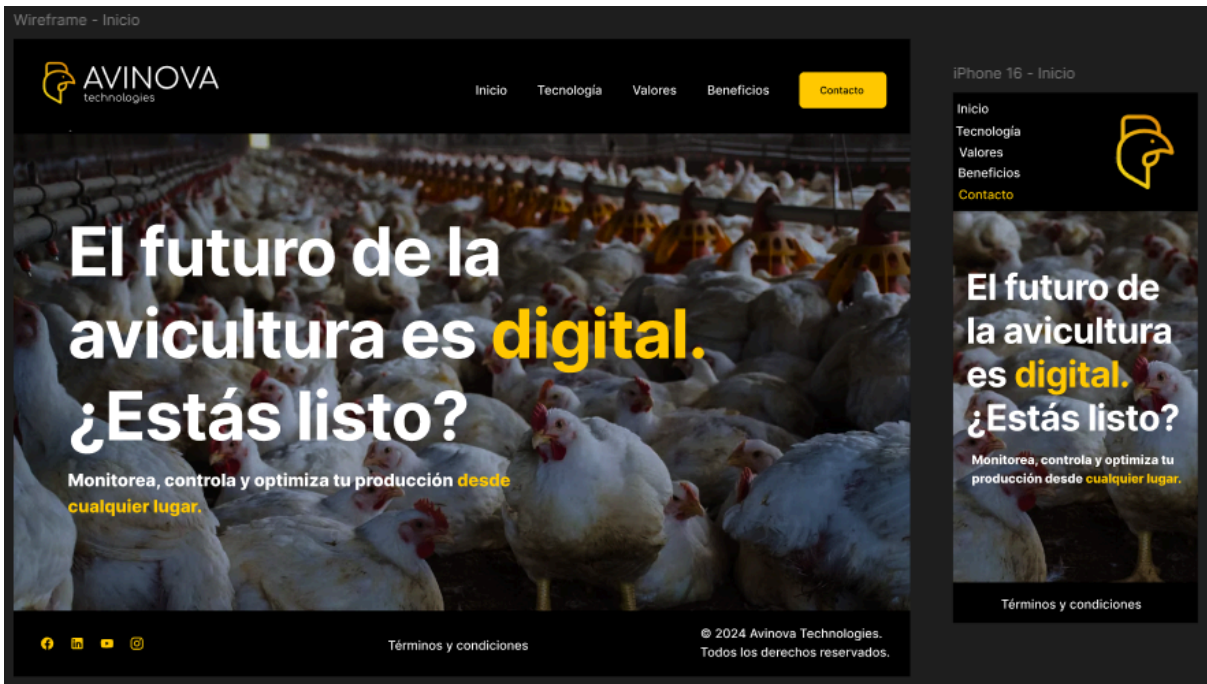 Wireframe - Inicio
AVINOVA
technologies
Inicio
Tecnología
Valores
Beneficios
Contacto
El futuro de la
avicultura es digital.
¿Estás listo?
Monitorea, controla y optimiza tu producción desde
cualquier lugar.
Términos y condiciones
© 2024 Avinova Technologies.
Todos los derechos reservados.
iPhone 16 - Inicio
Inicio
Tecnología
Valores
Beneficios
Contacto
El futuro de
la avicultura
es digital.
¿Estás listo?
Monitorea, controla y optimiza tu
producción desde cualquier lugar.
Términos y condiciones